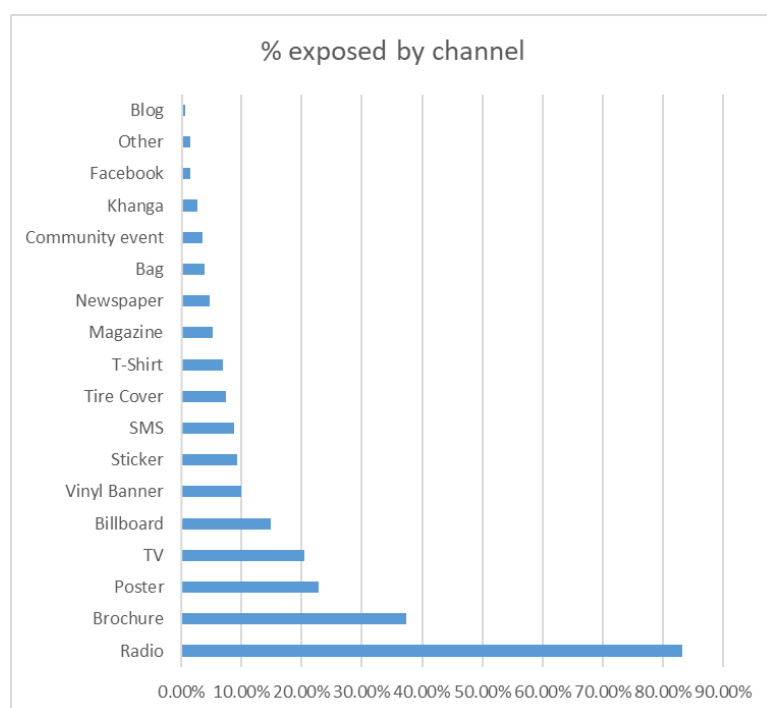 % exposed by channel
Blog
Other
Facebook
Khanga
Community event
Bag
Newspaper
Magazine
T-Shirt
Tire Cover
SMS
Sticker
Vinyl Banner
Billboard
TV
Poster
Brochure
Radio
0.00% 10.00% 20.00% 30.00% 40.00% 50.00% 60.00% 70.00% 80.00% 90.00%